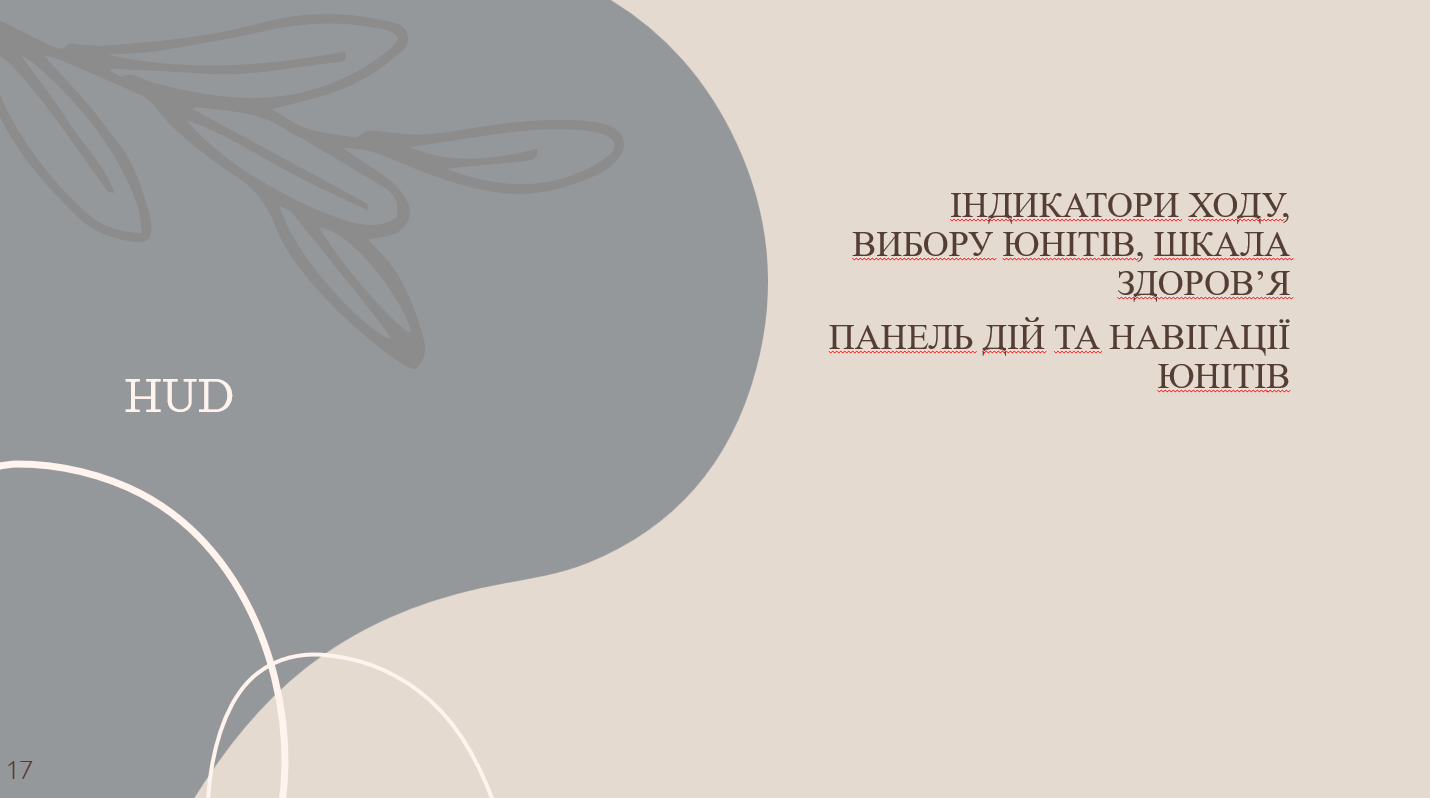 HUD
ІНДИКАТОРИ ХОДУ,
ВИБОРУ ЮНІТІВ, ШКАЛА
ЗДОРОВ’Я
ПАНЕЛЬ ДІЙ ТА НАВІГАЦІЇ
ЮНІТІВ
17